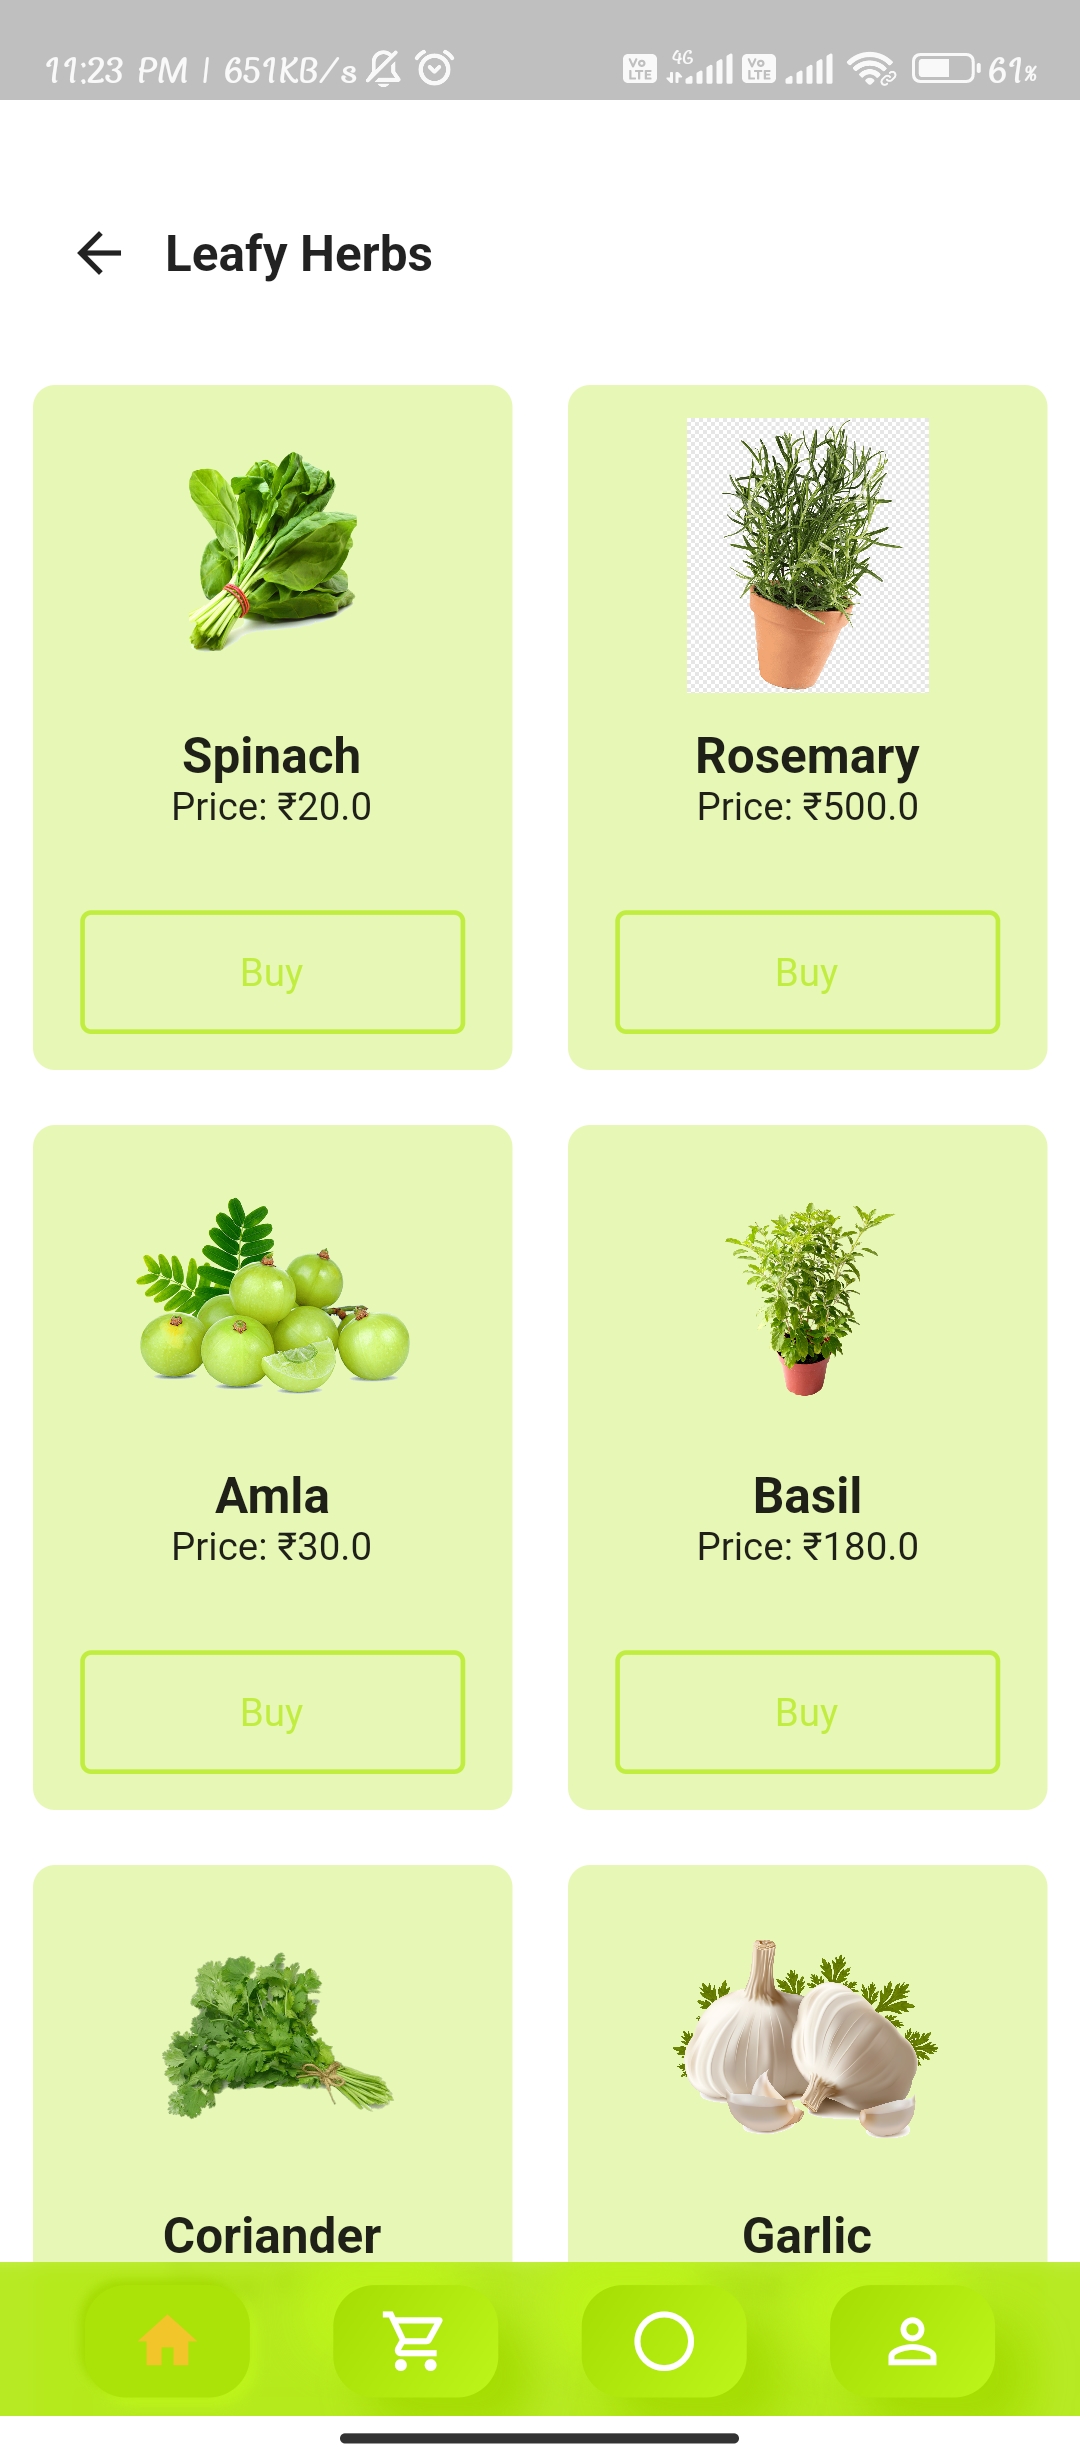 11:23 PM | 651KB/s Vo LTE 4G Vo LTE 61%
Leafy Herbs
Spinach
Price: ₹20.0
Buy
Rosemary
Price: ₹500.0
Buy
Amla
Price: ₹30.0
Buy
Basil
Price: ₹180.0
Buy
Coriander
Garlic